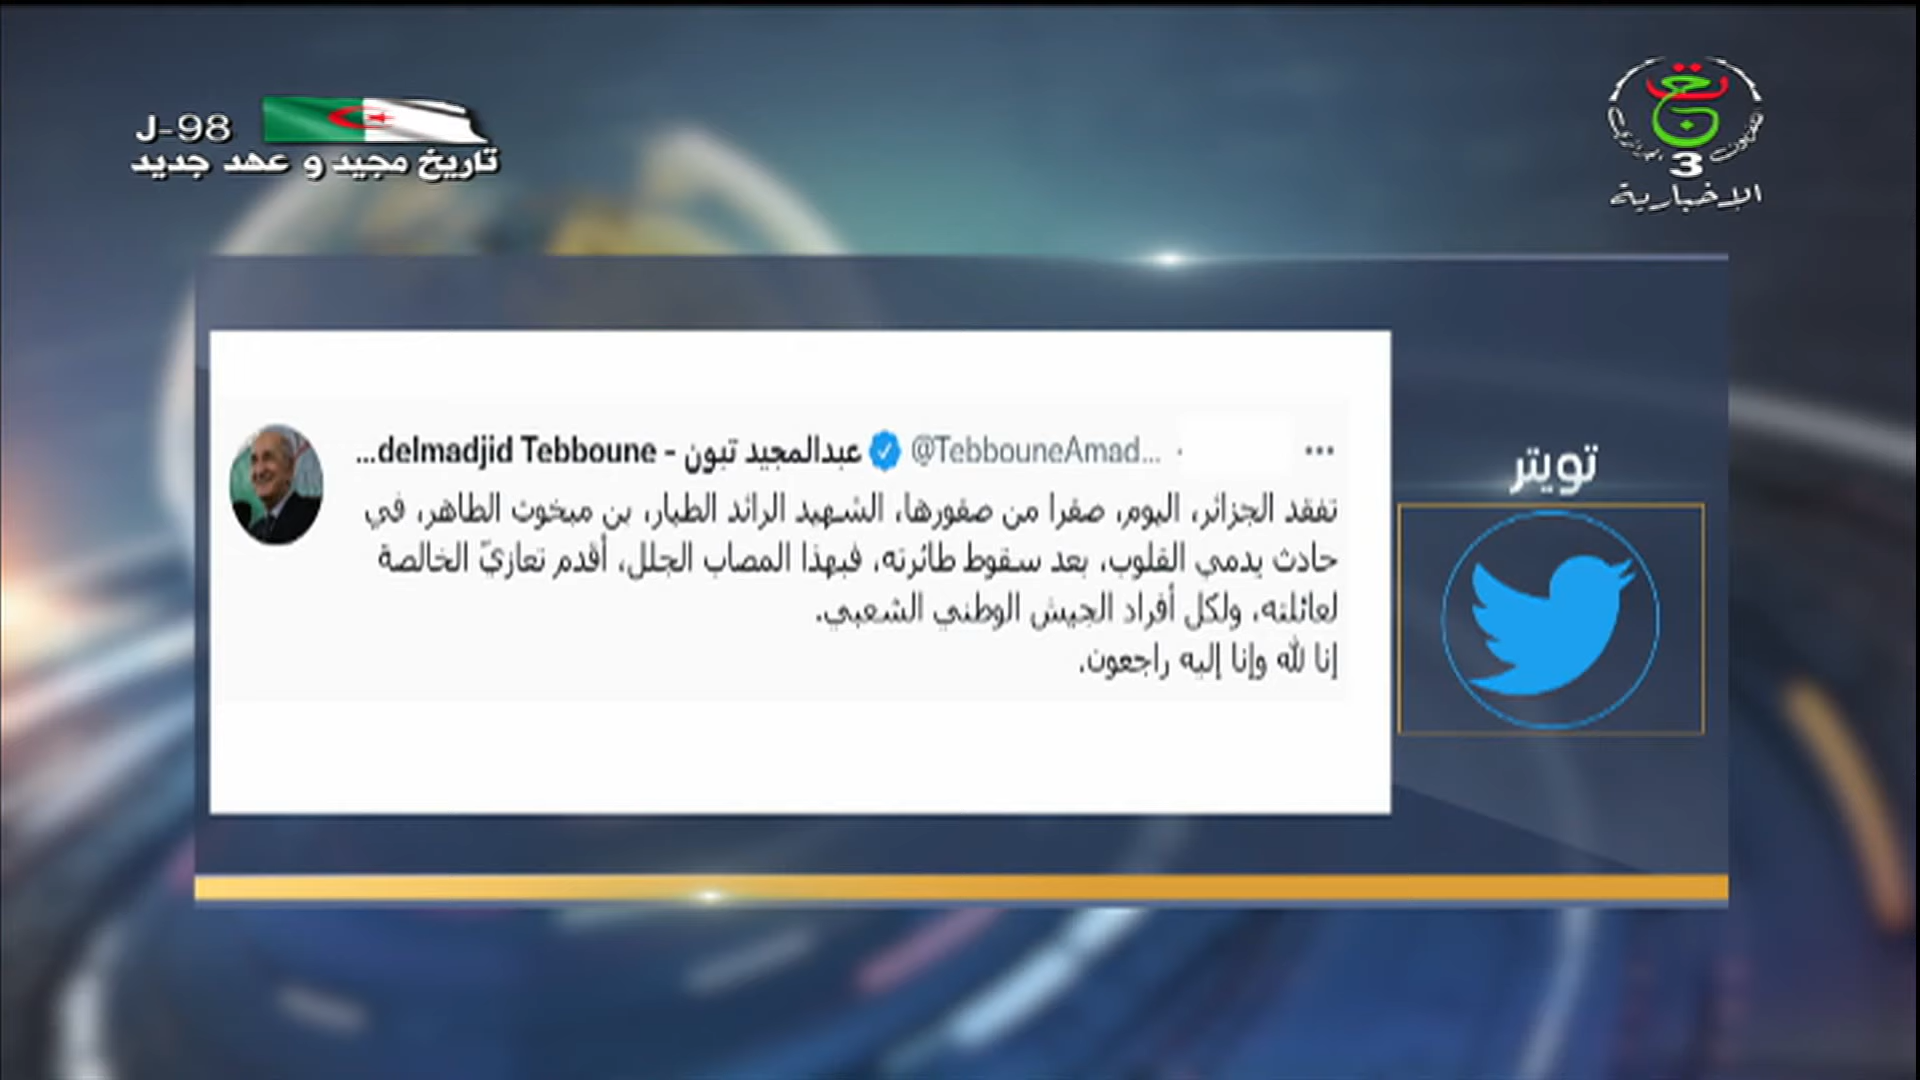 J-98
تاريخ مجيد و عهد جديد
3
الإخبارية
...delmadjid Tebboune - عبدالمجيد تبون @TebbouneAmad... · ...
تفقد الجزائر، اليوم، صقرا من صقورها، الشهيد الرائد الطيار، بن مبخوت الطاهر، في
حادث يدمي القلوب، بعد سقوط طائرته، فبهذا المصاب الجلل، أقدم تعازيّ الخالصة
لعائلته، ولكل أفراد الجيش الوطني الشعبي.
إنا لله وإنا إليه راجعون.
تويتر